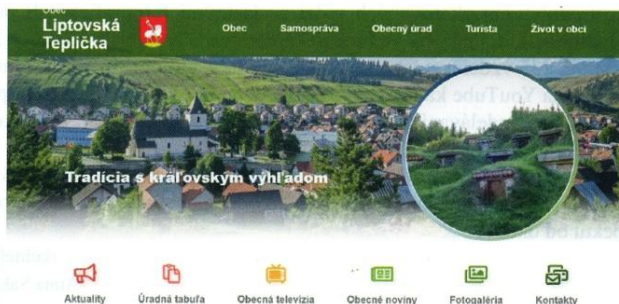 Obec
Liptovská
Teplička
Obec Samospráva Obecný úrad Turista Život v obci
YouTube
Tradícia s kráľovským výhľadom
Aktuality Úradná tabuľa Obecná televízia Obecné noviny Fotogaléria Kontakty